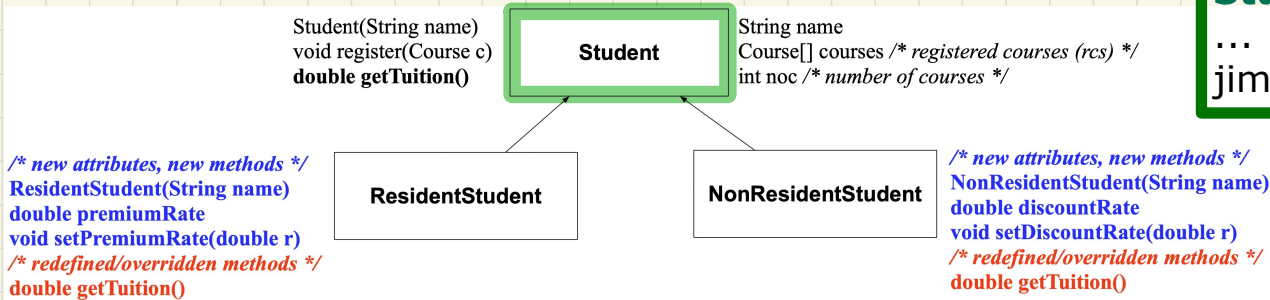 Student(String name)
void register(Course c)
double getTuition()
Student
String name
Course[] courses /* registered courses (rcs) */
int noc /* number of courses */
...
jim
/* new attributes, new methods */
ResidentStudent(String name)
double premiumRate
void setPremiumRate(double r)
/* redefined/overridden methods */
double getTuition()
ResidentStudent
NonResidentStudent
/* new attributes, new methods */
NonResidentStudent(String name)
double discountRate
void setDiscountRate(double r)
/* redefined/overridden methods */
double getTuition()